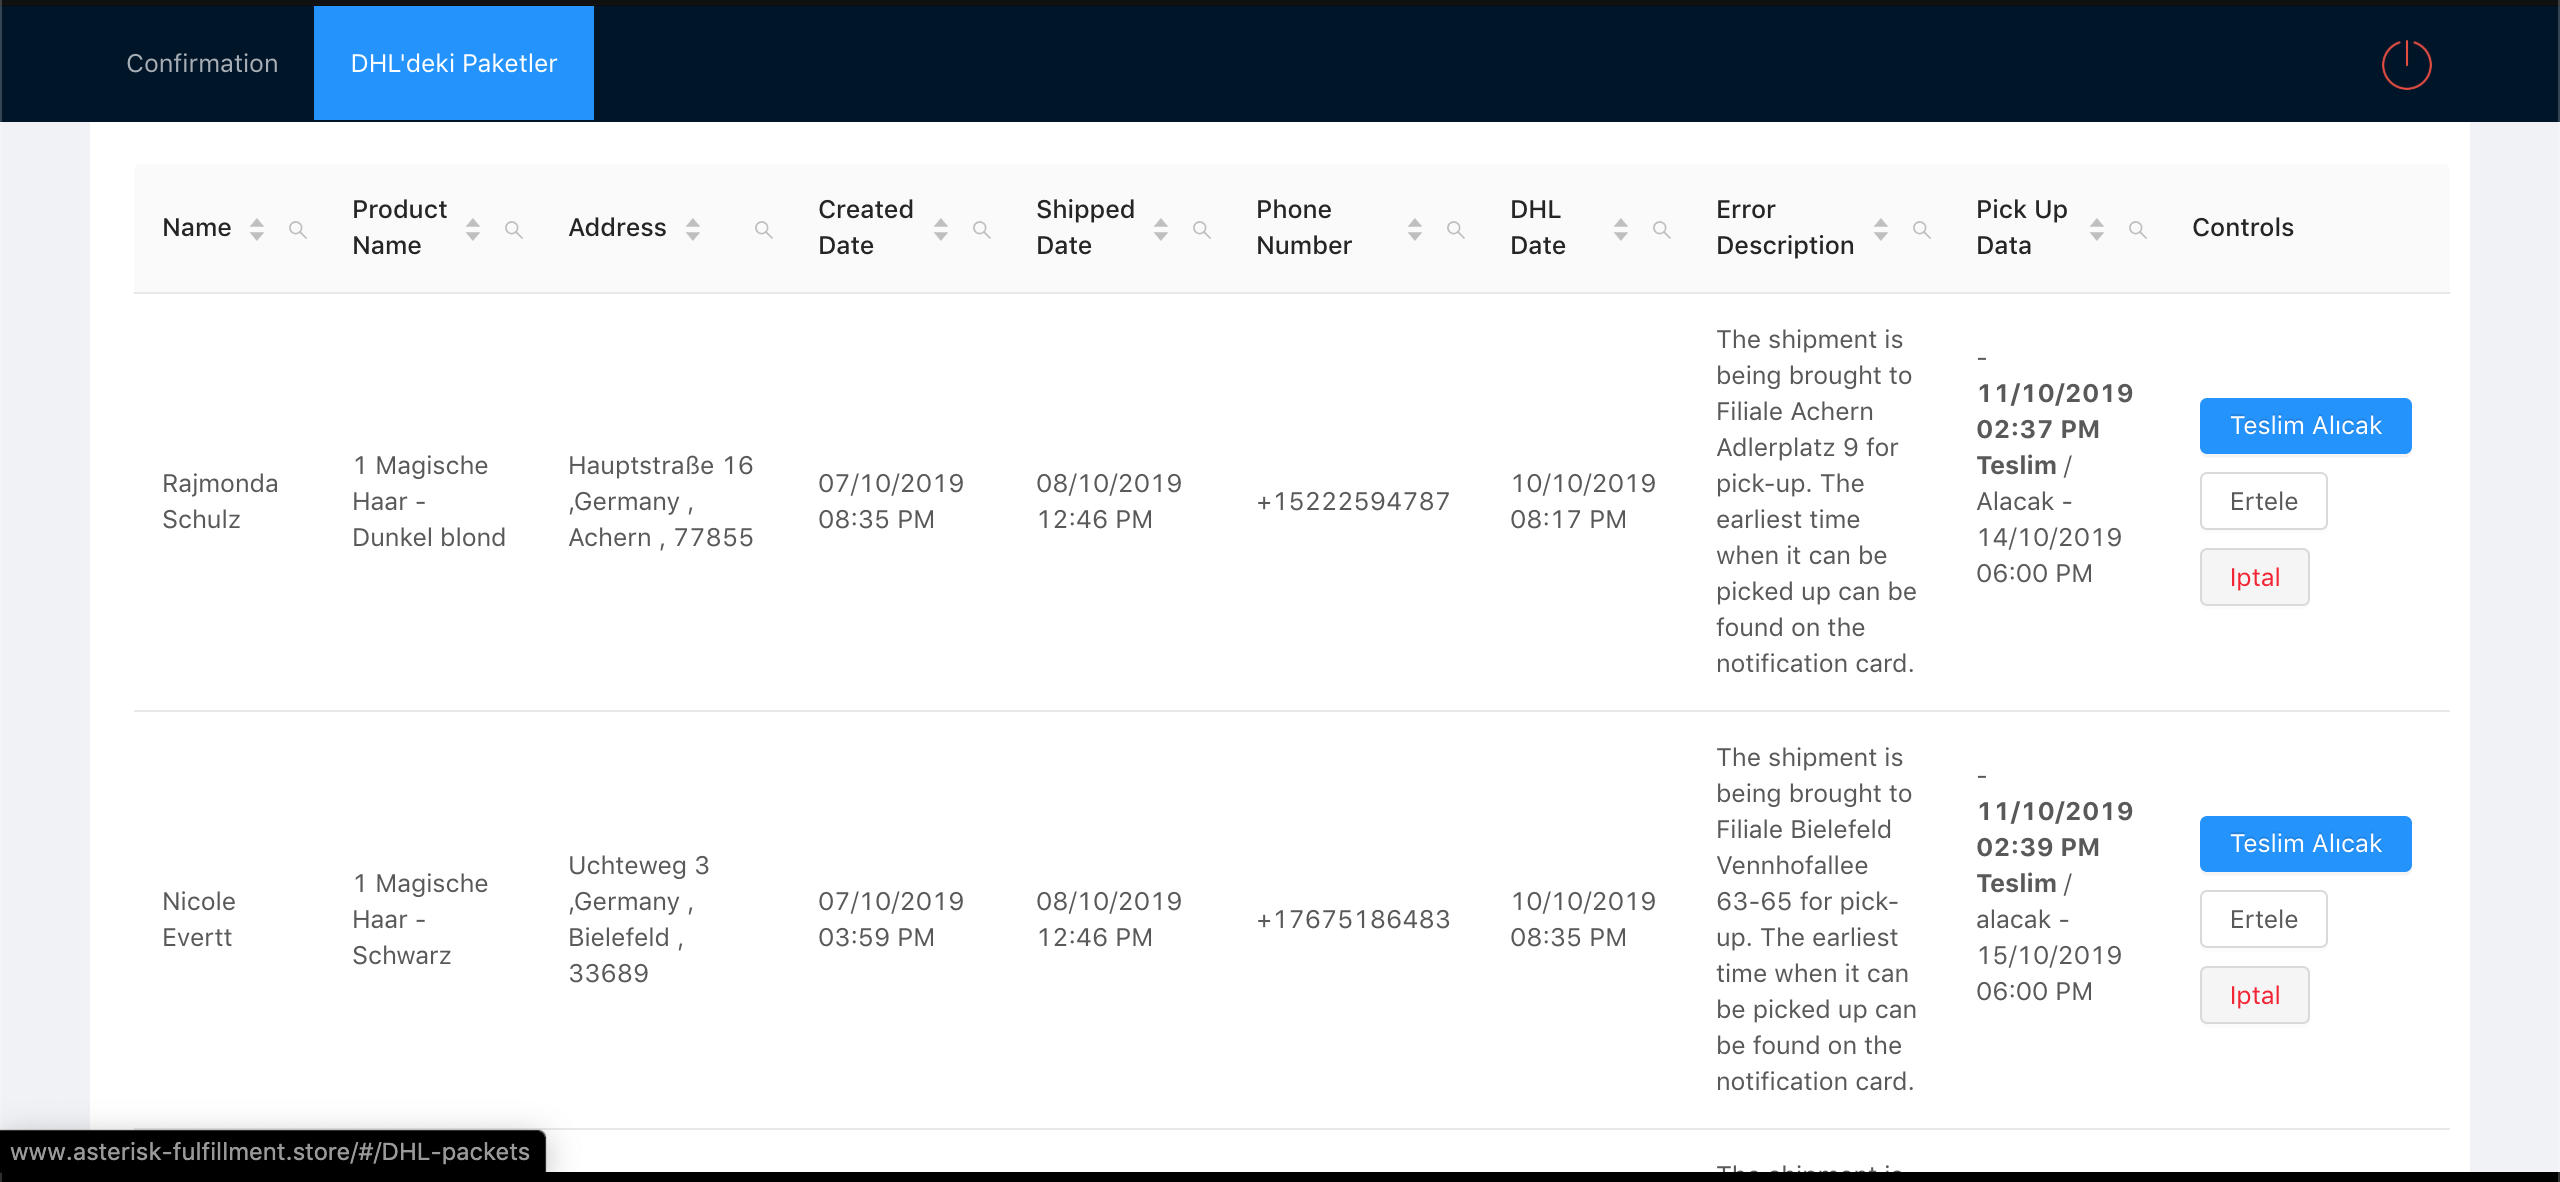 Confirmation
DHL'deki Paketler
Name
Product
Name
Address
Created
Date
Shipped
Date
Phone
Number
DHL
Date
Error
Description
Pick Up
Data
Controls
Rajmonda
Schulz
1 Magische
Haar -
Dunkel blond
Hauptstraße 16
,Germany ,
Achern , 77855
07/10/2019
08:35 PM
08/10/2019
12:46 PM
+15222594787
10/10/2019
08:17 PM
The shipment is
being brought to
Filiale Achern
Adlerplatz 9 for
pick-up. The
earliest time
when it can be
picked up can be
found on the
notification card.
-
11/10/2019
02:37 PM
Teslim /
Alacak -
14/10/2019
06:00 PM
Teslim Alıcak
Ertele
Iptal
Nicole
Evertt
1 Magische
Haar -
Schwarz
Uchteweg 3
,Germany ,
Bielefeld ,
33689
07/10/2019
03:59 PM
08/10/2019
12:46 PM
+17675186483
10/10/2019
08:35 PM
The shipment is
being brought to
Filiale Bielefeld
Vennhofallee
63-65 for pick-
up. The earliest
time when it can
be picked up can
be found on the
notification card.
-
11/10/2019
02:39 PM
Teslim /
alacak -
15/10/2019
06:00 PM
Teslim Alıcak
Ertele
Iptal
The shipment is
www.asterisk-fulfillment.store/#/DHL-packets